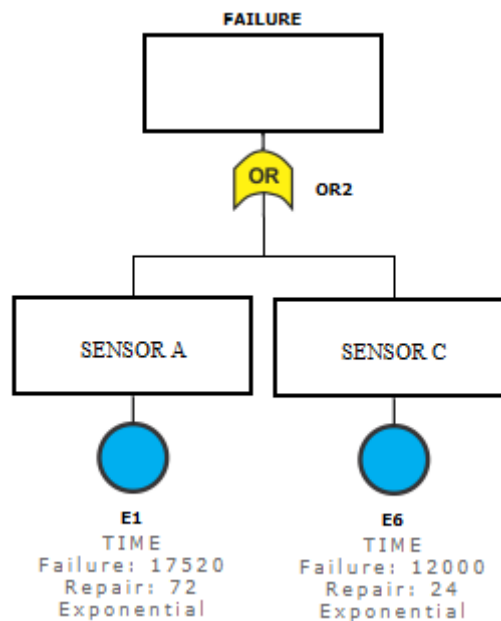 FAILURE
OR
OR2
SENSOR A
SENSOR C
E1
TIME
Failure: 17520
Repair: 72
Exponential
E6
TIME
Failure: 12000
Repair: 24
Exponential